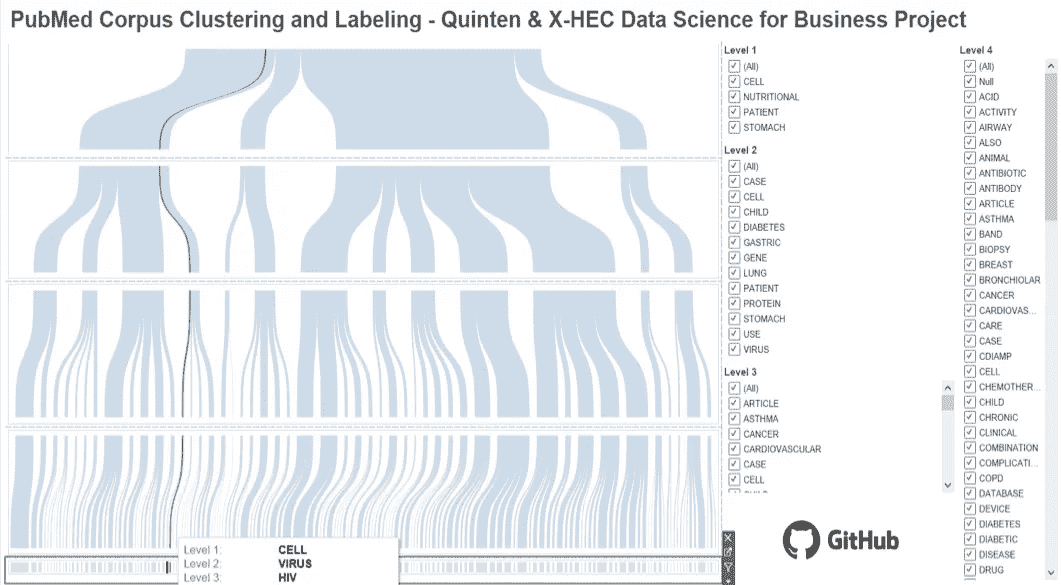 PubMed Corpus Clustering and Labeling - Quinten & X-HEC Data Science for Business Project
Level 1
(All)
CELL
NUTRITIONAL
PATIENT
STOMACH
Level 2
(All)
CASE
CELL
CHILD
DIABETES
GASTRIC
GENE
LUNG
PATIENT
PROTEIN
STOMACH
USE
VIRUS
Level 3
(All)
ARTICLE
ASTHMA
CANCER
CARDIOVASCULAR
CASE
CELL
Level 4
(All)
Null
ACID
ACTIVITY
AIRWAY
ALSO
ANIMAL
ANTIBIOTIC
ANTIBODY
ARTICLE
ASTHMA
BAND
BIOPSY
BREAST
BRONCHIOLAR
CANCER
CARDIOVAS...
CARE
CASE
CDIAMP
CELL
CHEMOTHER...
CHILD
CHRONIC
CLINICAL
COMBINATION
COMPLICATI...
COPD
DATABASE
DEVICE
DIABETES
DIABETIC
DISEASE
DRUG
GitHub
Level 1: CELL
Level 2: VIRUS
Level 3: HIV